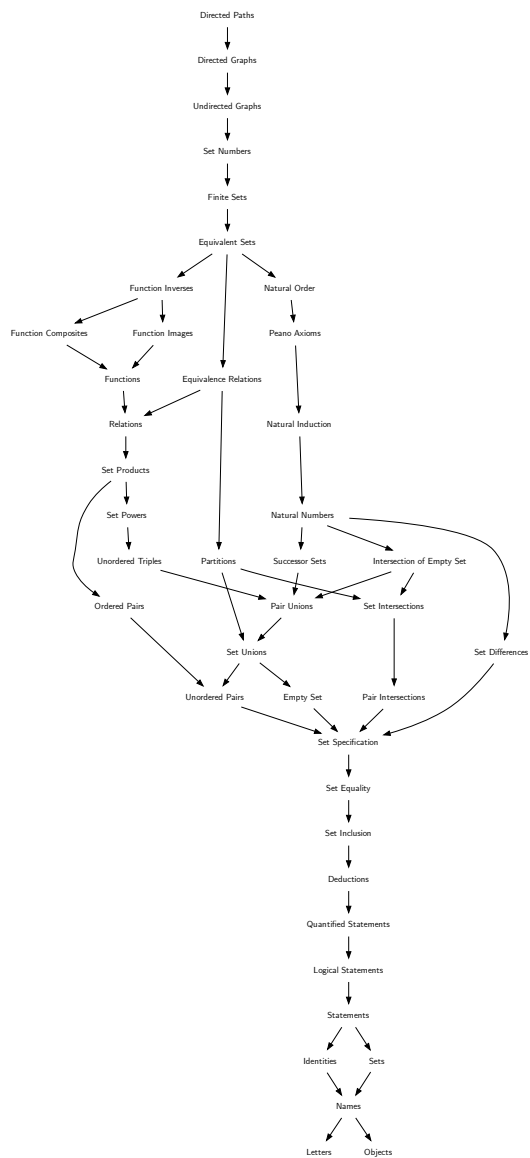 Directed Paths
Directed Graphs
Undirected Graphs
Set Numbers
Finite Sets
Equivalent Sets
Function Inverses
Natural Order
Function Composites
Function Images
Peano Axioms
Functions
Equivalence Relations
Relations
Natural Induction
Set Products
Set Powers
Natural Numbers
Unordered Triples
Partitions
Successor Sets
Intersection of Empty Set
Ordered Pairs
Pair Unions
Set Intersections
Set Unions
Set Differences
Unordered Pairs
Empty Set
Pair Intersections
Set Specification
Set Equality
Set Inclusion
Deductions
Quantified Statements
Logical Statements
Statements
Identities
Sets
Names
Letters
Objects